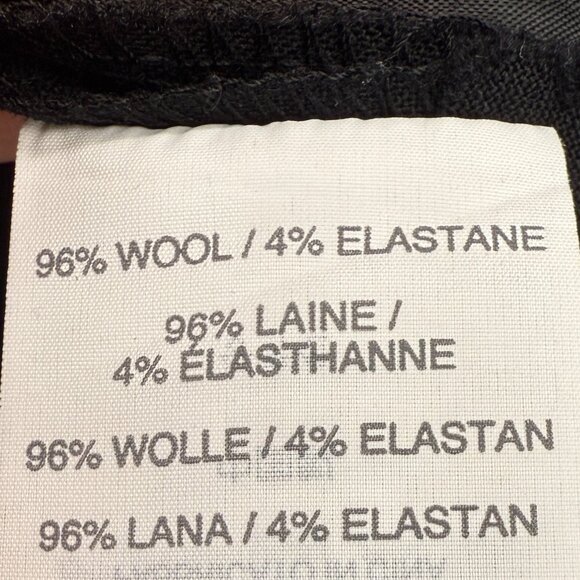 96% WOOL / 4% ELASTANE
96% LAINE /
4% ÉLASTHANNE
96% WOLLE / 4% ELASTAN
96% LANA / 4% ELASTAN